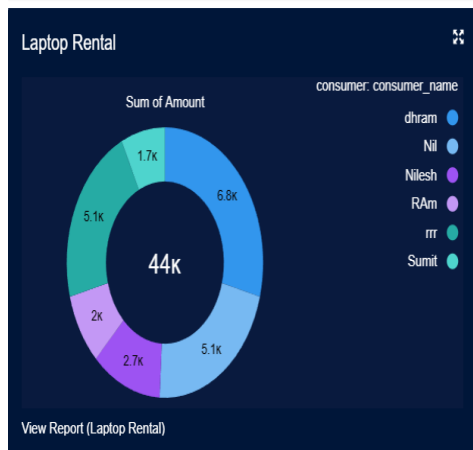 Laptop Rental
consumer: consumer_name
Sum of Amount
dhram
Nil
Nilesh
RAm
rrr
Sumit
1.7K
6.8K
5.1K
44K
2K
2.7K
5.1K
View Report (Laptop Rental)